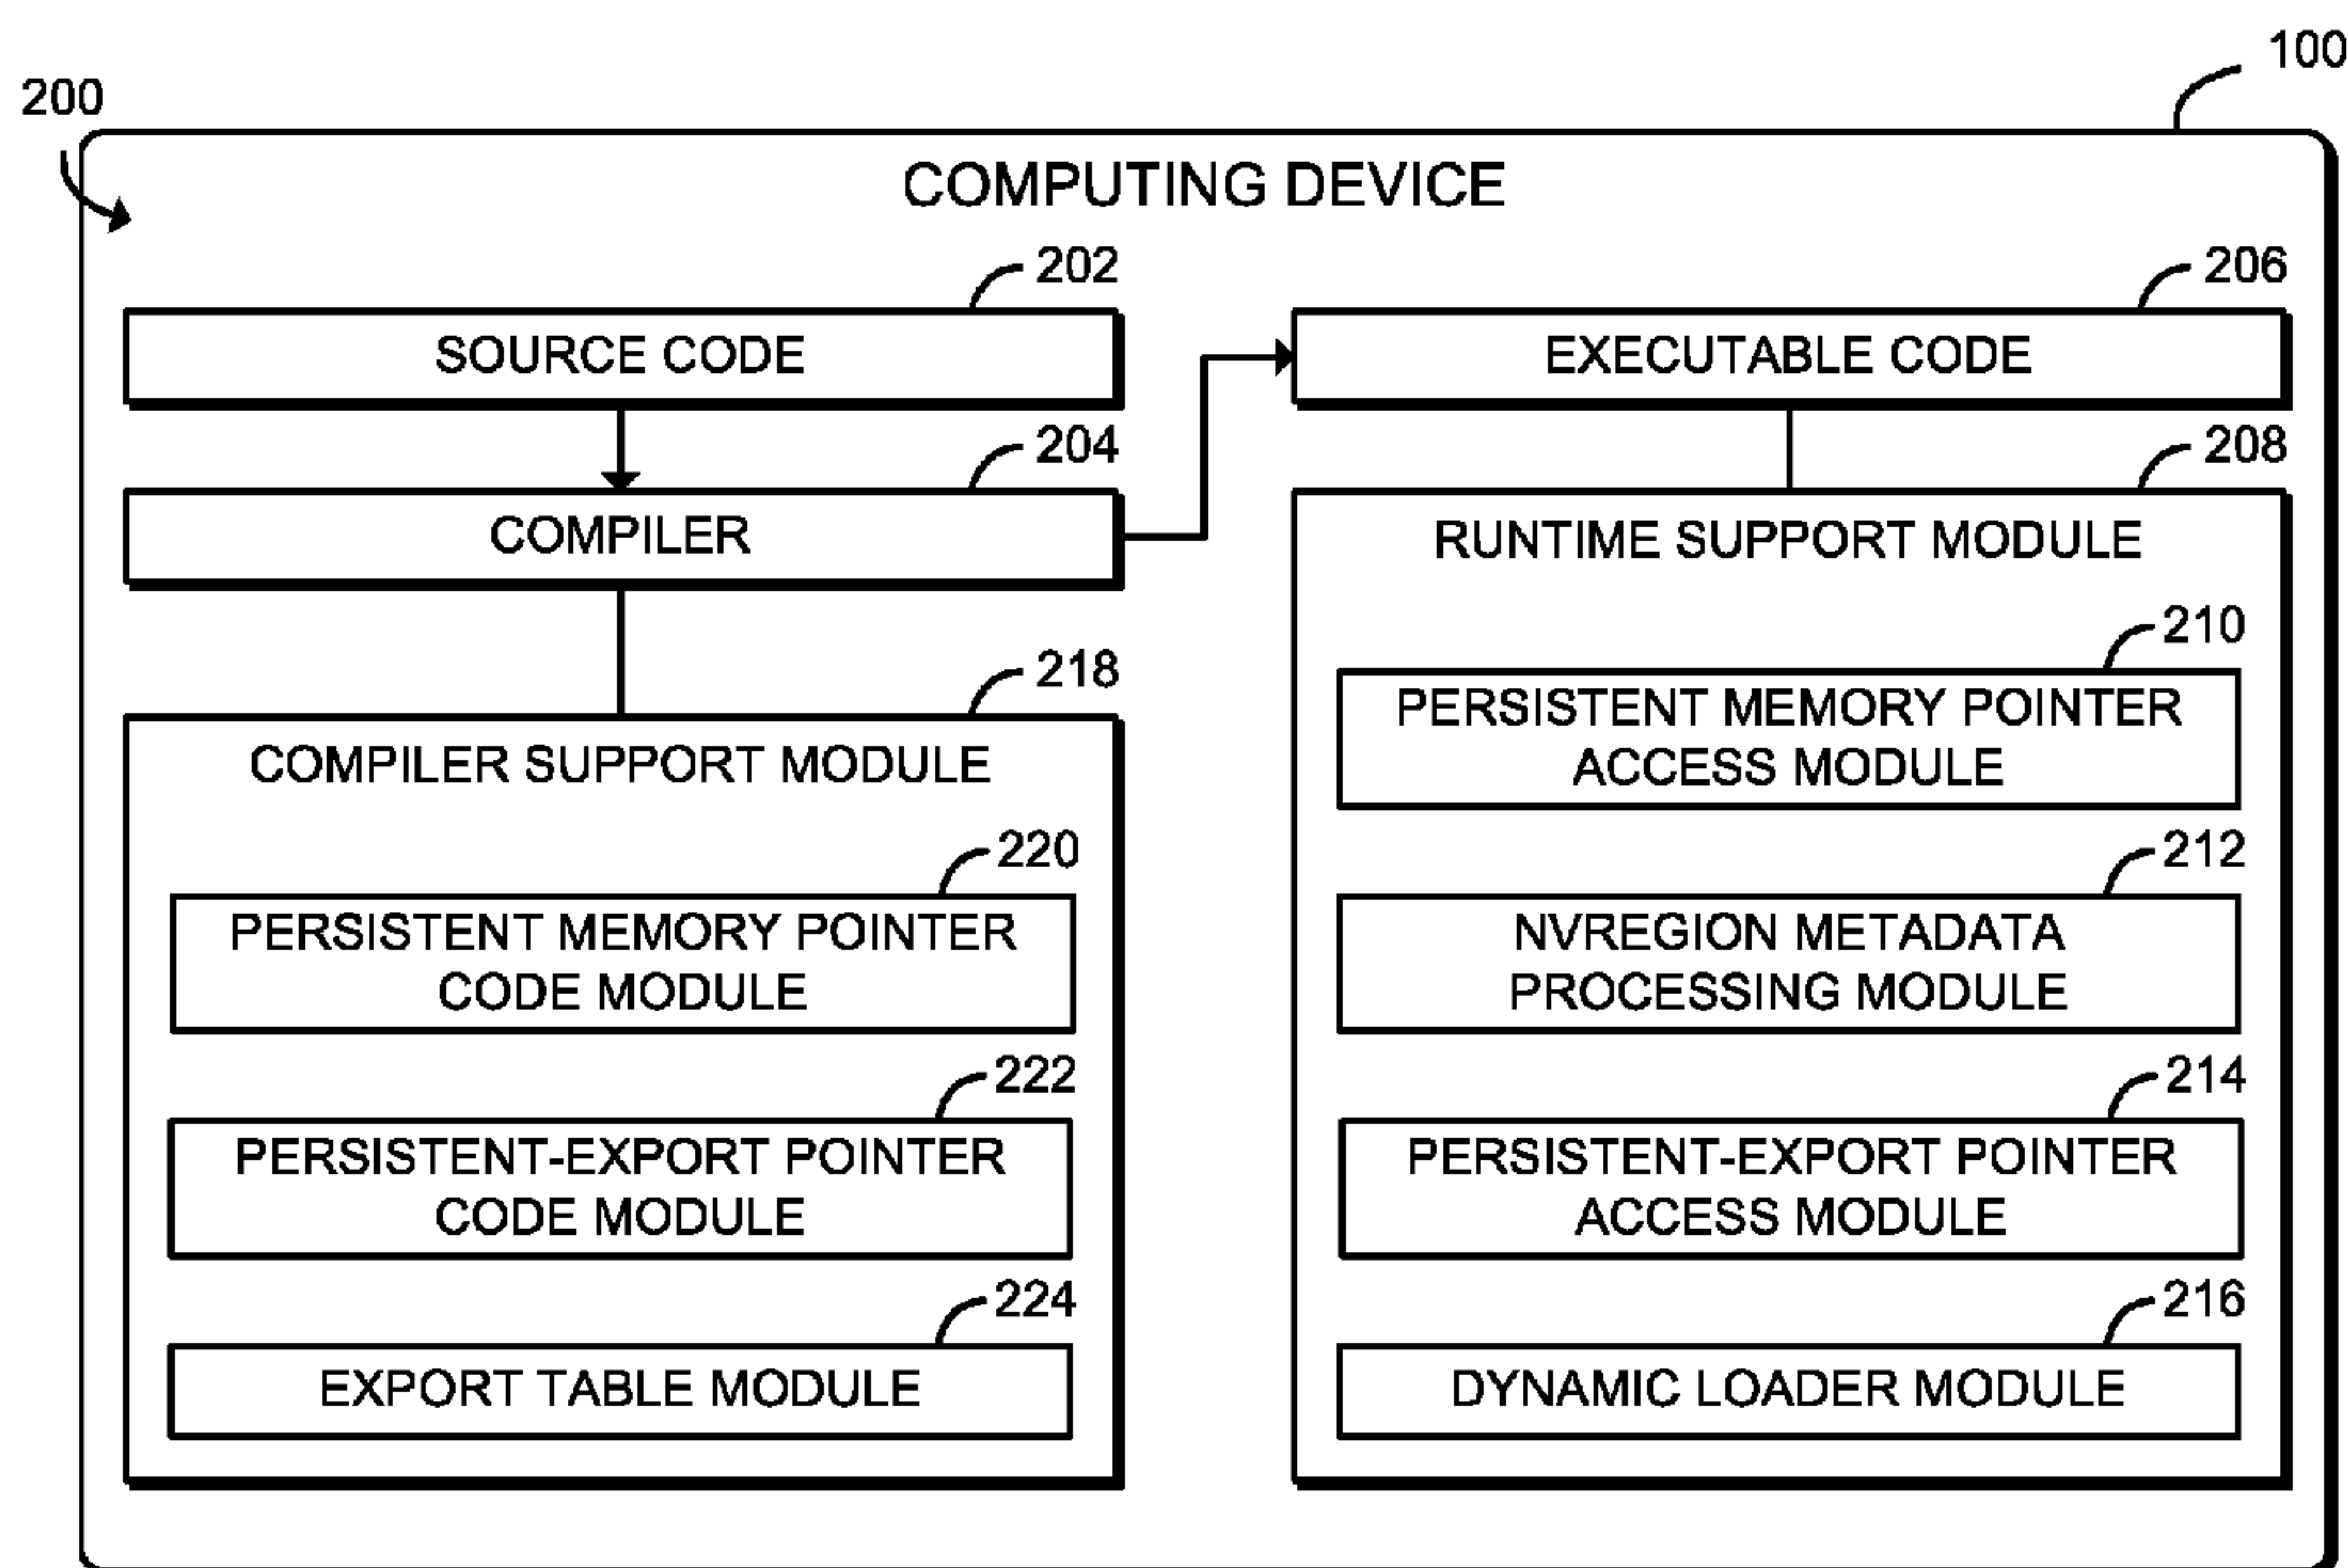 100
200
COMPUTING DEVICE
202
SOURCE CODE
204
COMPILER
218
COMPILER SUPPORT MODULE
220
PERSISTENT MEMORY POINTER
CODE MODULE
222
PERSISTENT-EXPORT POINTER
CODE MODULE
224
EXPORT TABLE MODULE
206
EXECUTABLE CODE
208
RUNTIME SUPPORT MODULE
210
PERSISTENT MEMORY POINTER
ACCESS MODULE
212
NVREGION METADATA
PROCESSING MODULE
214
PERSISTENT-EXPORT POINTER
ACCESS MODULE
216
DYNAMIC LOADER MODULE